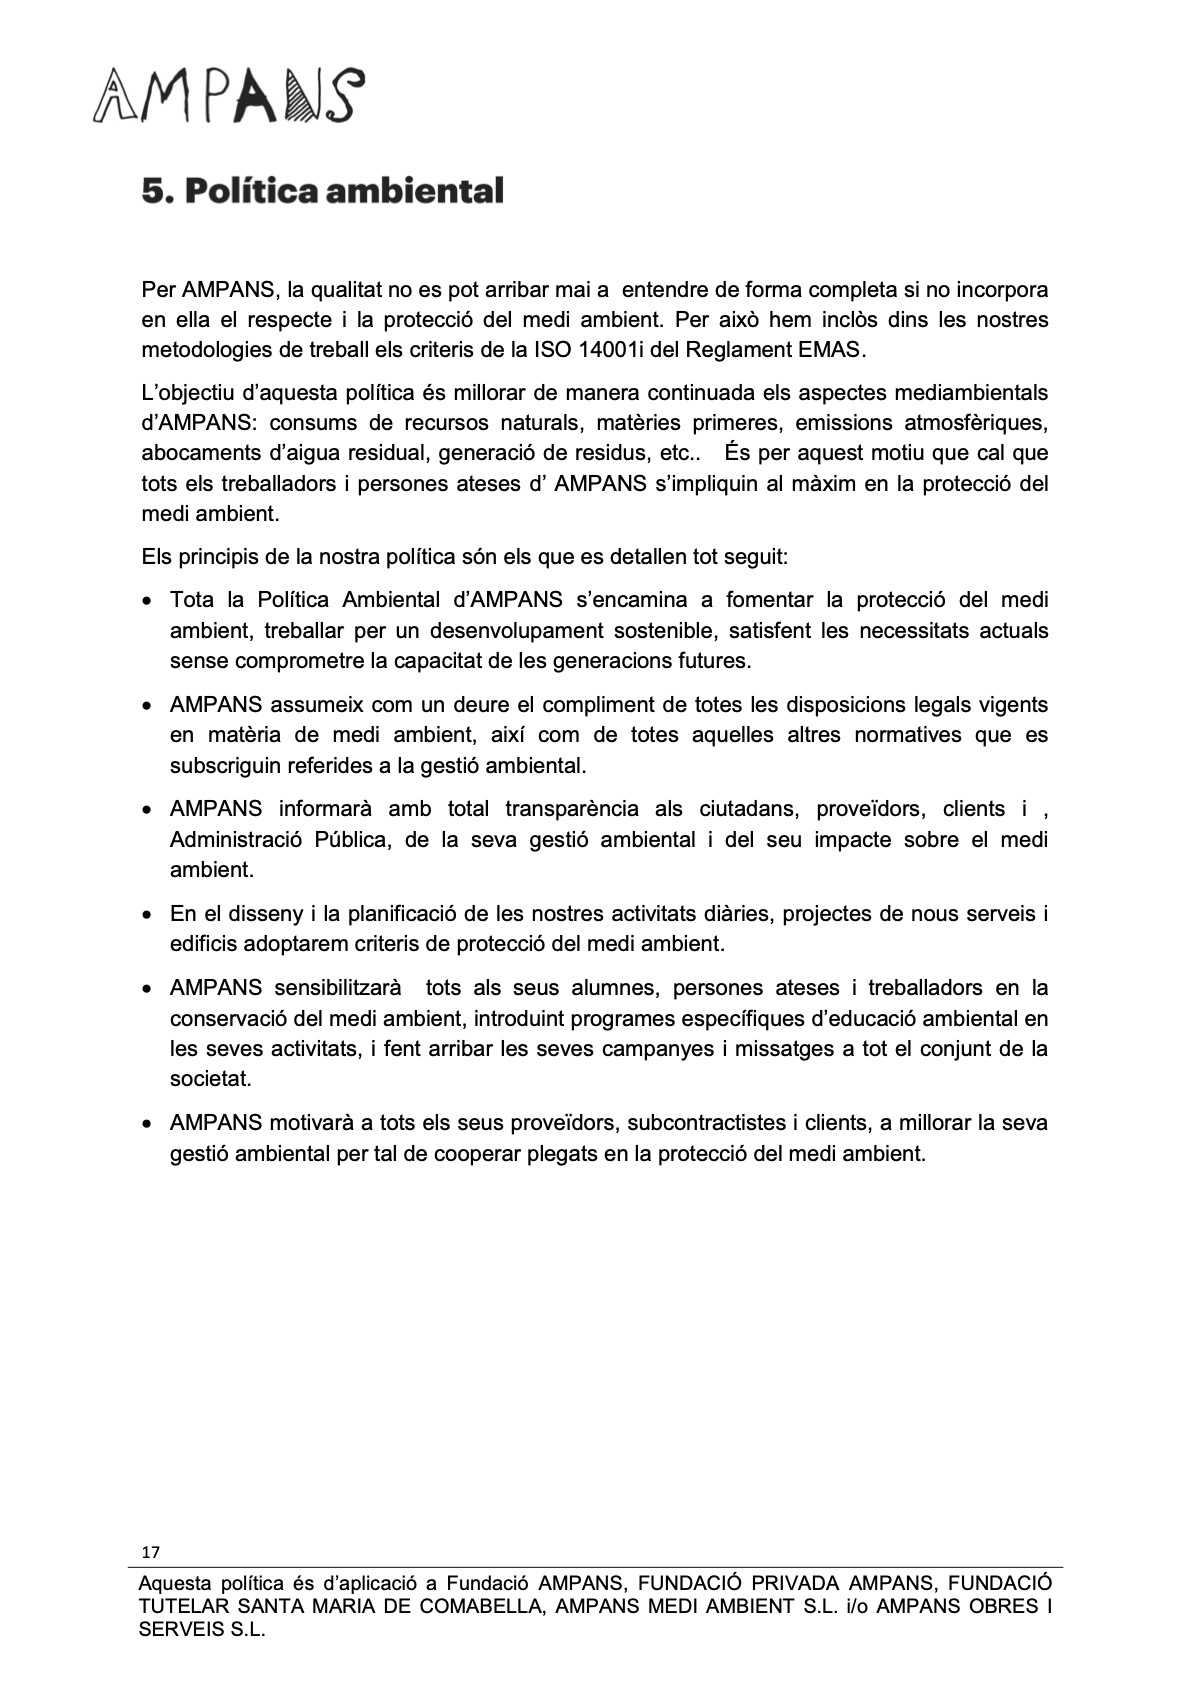 AMPANS
5. Política ambiental
Per AMPANS, la qualitat no es pot arribar mai a  entendre de forma completa si no incorpora
en ella el respecte i la protecció del medi ambient. Per això hem inclòs dins les nostres
metodologies de treball els criteris de la ISO 14001i del Reglament EMAS.
L’objectiu d’aquesta política és millorar de manera continuada els aspectes mediambientals
d’AMPANS: consums de recursos naturals, matèries primeres, emissions atmosfèriques,
abocaments d’aigua residual, generació de residus, etc..   És per aquest motiu que cal que
tots els treballadors i persones ateses d’ AMPANS s’impliquin al màxim en la protecció del
medi ambient.
Els principis de la nostra política són els que es detallen tot seguit:
• Tota la Política Ambiental d’AMPANS s’encamina a fomentar la protecció del medi
ambient, treballar per un desenvolupament sostenible, satisfent les necessitats actuals
sense comprometre la capacitat de les generacions futures.
• AMPANS assumeix com un deure el compliment de totes les disposicions legals vigents
en matèria de medi ambient, així com de totes aquelles altres normatives que es
subscriguin referides a la gestió ambiental.
• AMPANS informarà amb total transparència als ciutadans, proveïdors, clients i ,
Administració Pública, de la seva gestió ambiental i del seu impacte sobre el medi
ambient.
• En el disseny i la planificació de les nostres activitats diàries, projectes de nous serveis i
edificis adoptarem criteris de protecció del medi ambient.
• AMPANS sensibilitzarà  tots als seus alumnes, persones ateses i treballadors en la
conservació del medi ambient, introduint programes específiques d’educació ambiental en
les seves activitats, i fent arribar les seves campanyes i missatges a tot el conjunt de la
societat.
• AMPANS motivarà a tots els seus proveïdors, subcontractistes i clients, a millorar la seva
gestió ambiental per tal de cooperar plegats en la protecció del medi ambient.
17
Aquesta política és d’aplicació a Fundació AMPANS, FUNDACIÓ PRIVADA AMPANS, FUNDACIÓ
TUTELAR SANTA MARIA DE COMABELLA, AMPANS MEDI AMBIENT S.L. i/o AMPANS OBRES I
SERVEIS S.L.